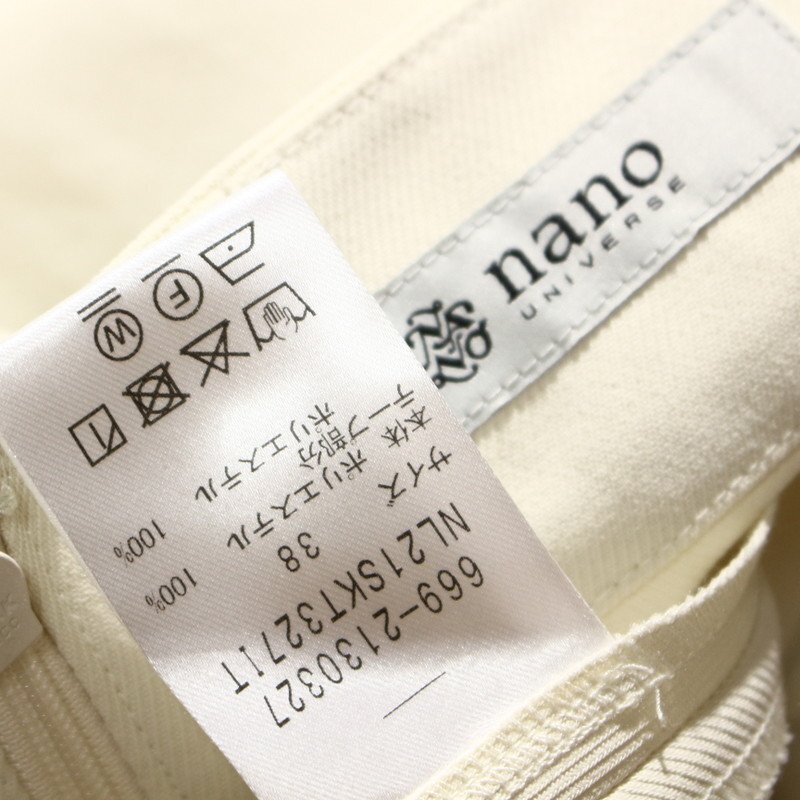 nano
UNIVERSE
669-2130327
NL21SKT3271T
サイズ 38
本体 ポリエステル 100%
テープ部分
ポリエステル 100%
F
W